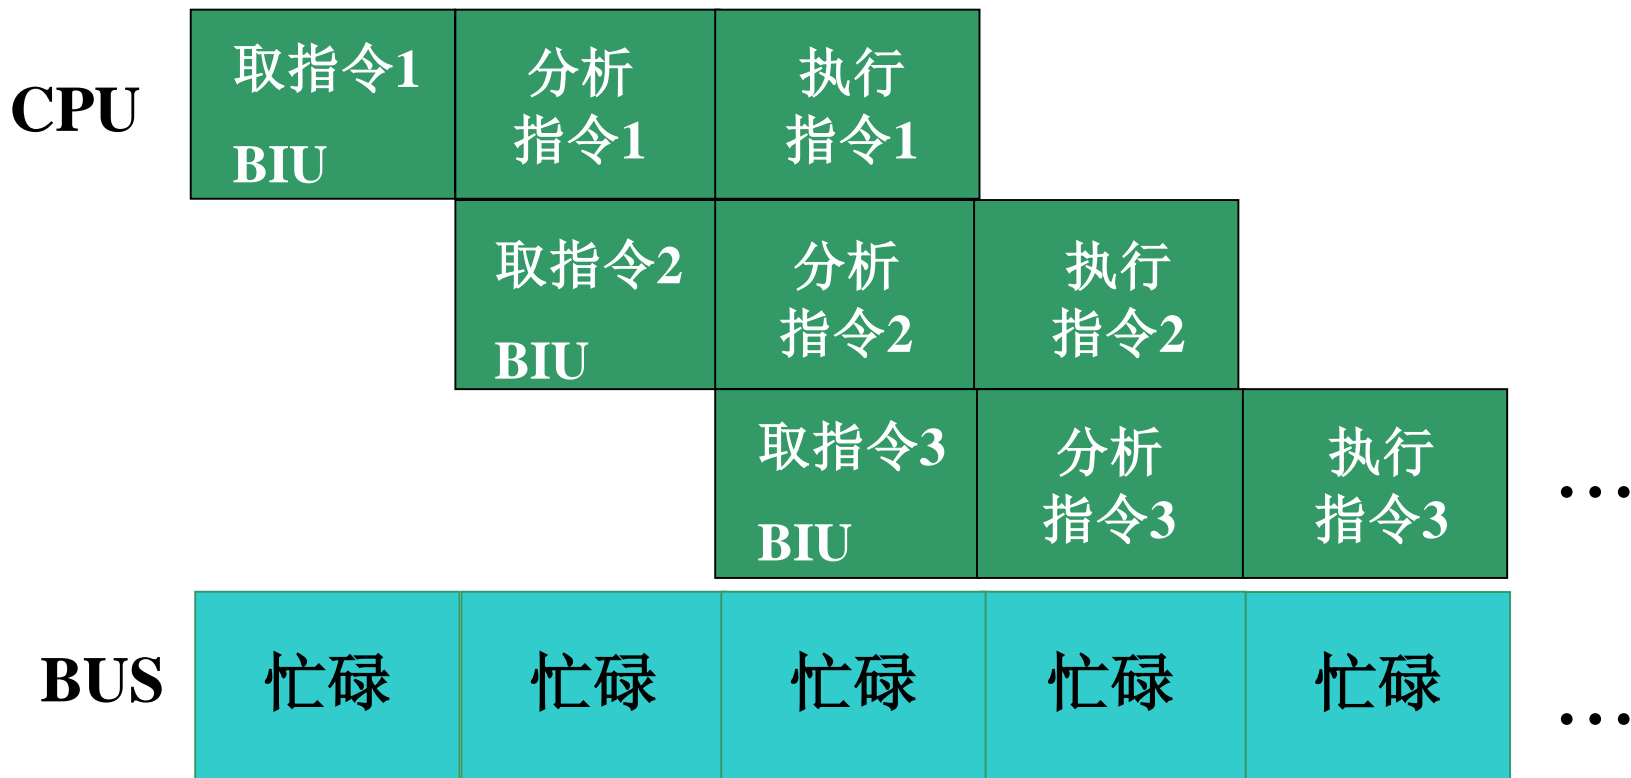 CPU
取指令1
BIU
分析
指令1
执行
指令1
取指令2
BIU
分析
指令2
执行
指令2
取指令3
BIU
分析
指令3
执行
指令3
…
BUS
忙碌
忙碌
忙碌
忙碌
忙碌
…